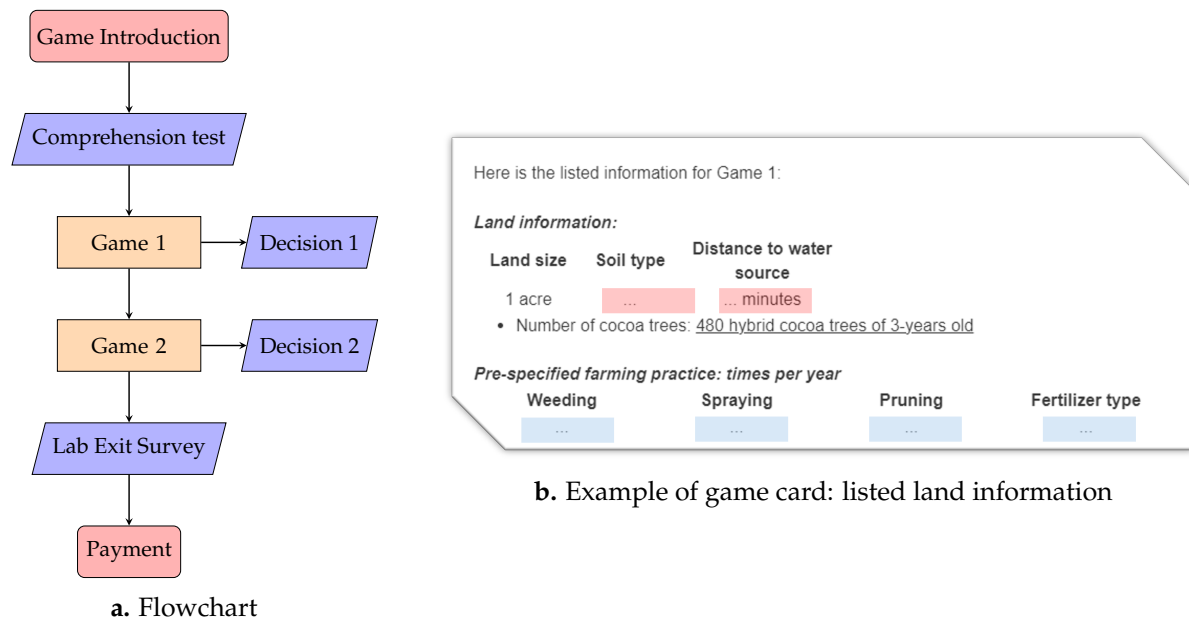 Game Introduction
Comprehension test
Game 1
Decision 1
Game 2
Decision 2
Lab Exit Survey
Payment
a. Flowchart
Here is the listed information for Game 1:
Land information:
Land size Soil type Distance to water
source
1 acre ... ... minutes
• Number of cocoa trees: 480 hybrid cocoa trees of 3-years old
Pre-specified farming practice: times per year
Weeding Spraying Pruning Fertilizer type
... ... ... ...
b. Example of game card: listed land information